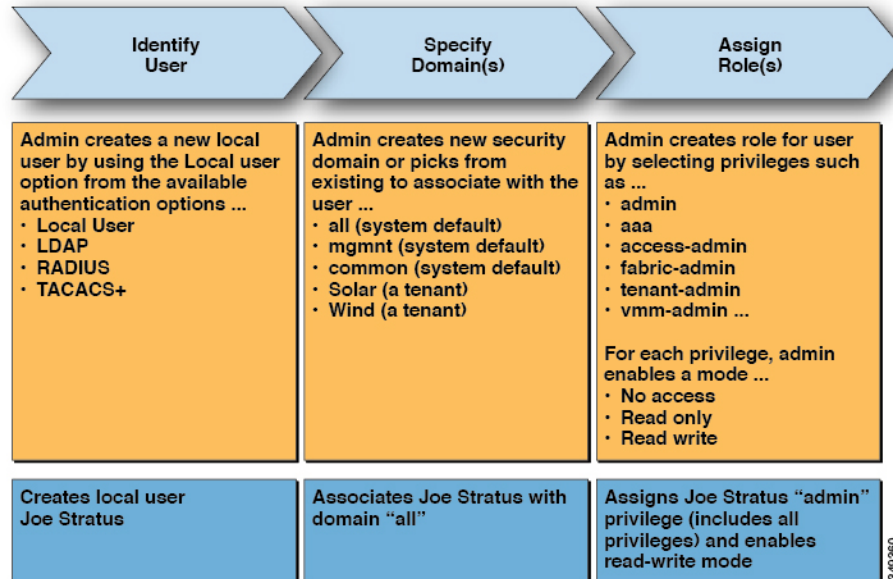 Identify
User
Specify
Domain(s)
Assign
Role(s)
Admin creates a new local
user by using the Local user
option from the available
authentication options ...
• Local User
• LDAP
• RADIUS
• TACACS+
Admin creates new security
domain or picks from
existing to associate with the
user ...
• all (system default)
• mgmnt (system default)
• common (system default)
• Solar (a tenant)
• Wind (a tenant)
Admin creates role for user
by selecting privileges such
as ...
• admin
• aaa
• access-admin
• fabric-admin
• tenant-admin
• vmm-admin ...
For each privilege, admin
enables a mode ...
• No access
• Read only
• Read write
Creates local user
Joe Stratus
Associates Joe Stratus with
domain “all”
Assigns Joe Stratus “admin”
privilege (includes all
privileges) and enables
read-write mode